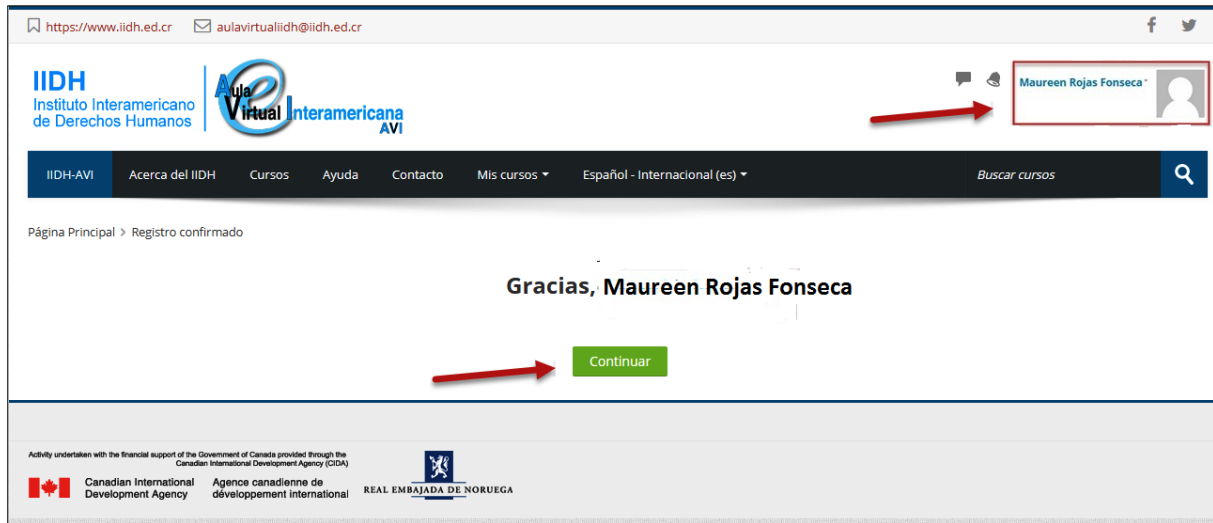 https://www.iidh.ed.cr aulavirtualiidh@iidh.ed.cr
IIDH
Instituto Interamericano
de Derechos Humanos
Aula
Virtual Interamericana
AVI
Maureen Rojas Fonseca
IIDH-AVI Acerca del IIDH Cursos Ayuda Contacto Mis cursos Español - Internacional (es) Buscar cursos
Página Principal > Registro confirmado
Gracias, Maureen Rojas Fonseca
Continuar
Activity undertaken with the financial support of the Government of Canada provided through the
Canadian International Development Agency (CIDA)
Canadian International
Development Agency
Agence canadienne de
développement international
REAL EMBAJADA DE NORUEGA